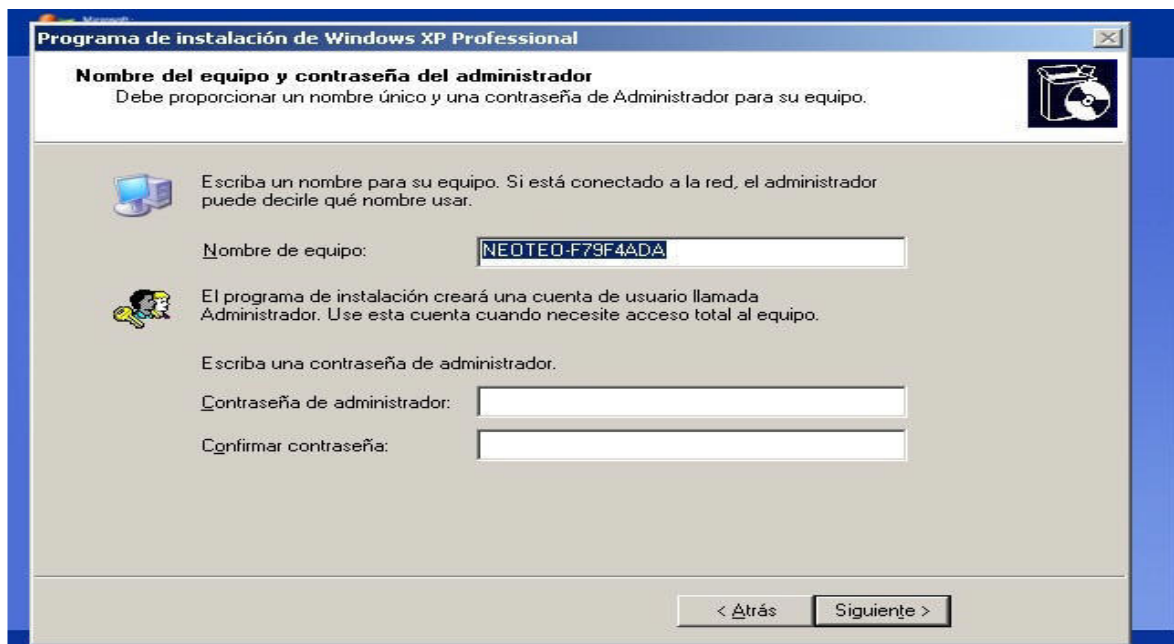 Microsoft
Programa de instalación de Windows XP Professional
Nombre del equipo y contraseña del administrador
Debe proporcionar un nombre único y una contraseña de Administrador para su equipo.
Escriba un nombre para su equipo. Si está conectado a la red, el administrador
puede decirle qué nombre usar.
Nombre de equipo: NEOTEO-F79F4ADA
El programa de instalación creará una cuenta de usuario llamada
Administrador. Use esta cuenta cuando necesite acceso total al equipo.
Escriba una contraseña de administrador.
Contraseña de administrador:
Confirmar contraseña:
< Atrás Siguiente >